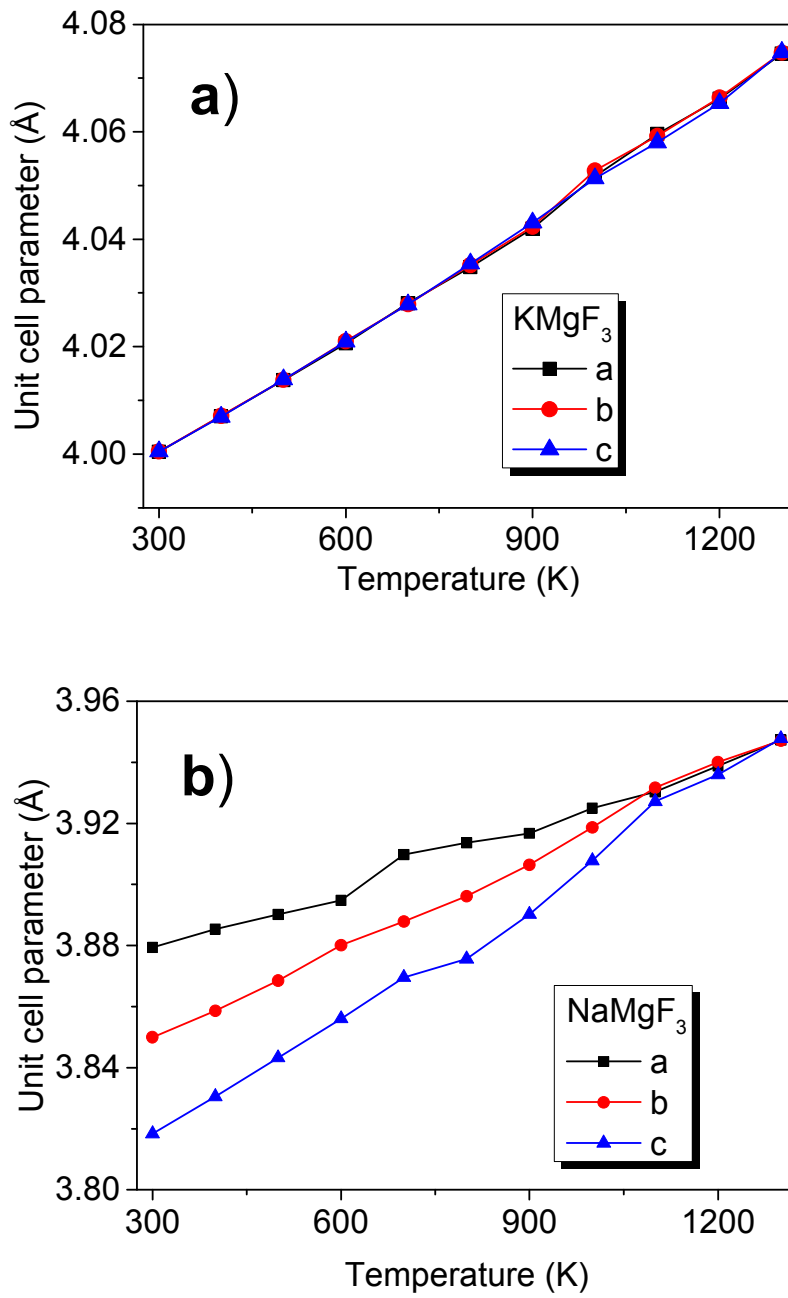 a)
4.08
4.06
4.04
4.02
4.00
Unit cell parameter (Å)
KMgF₃
a
b
c
300 600 900 1200
Temperature (K)
b)
3.96
3.92
3.88
3.84
3.80
Unit cell parameter (Å)
NaMgF₃
a
b
c
300 600 900 1200
Temperature (K)